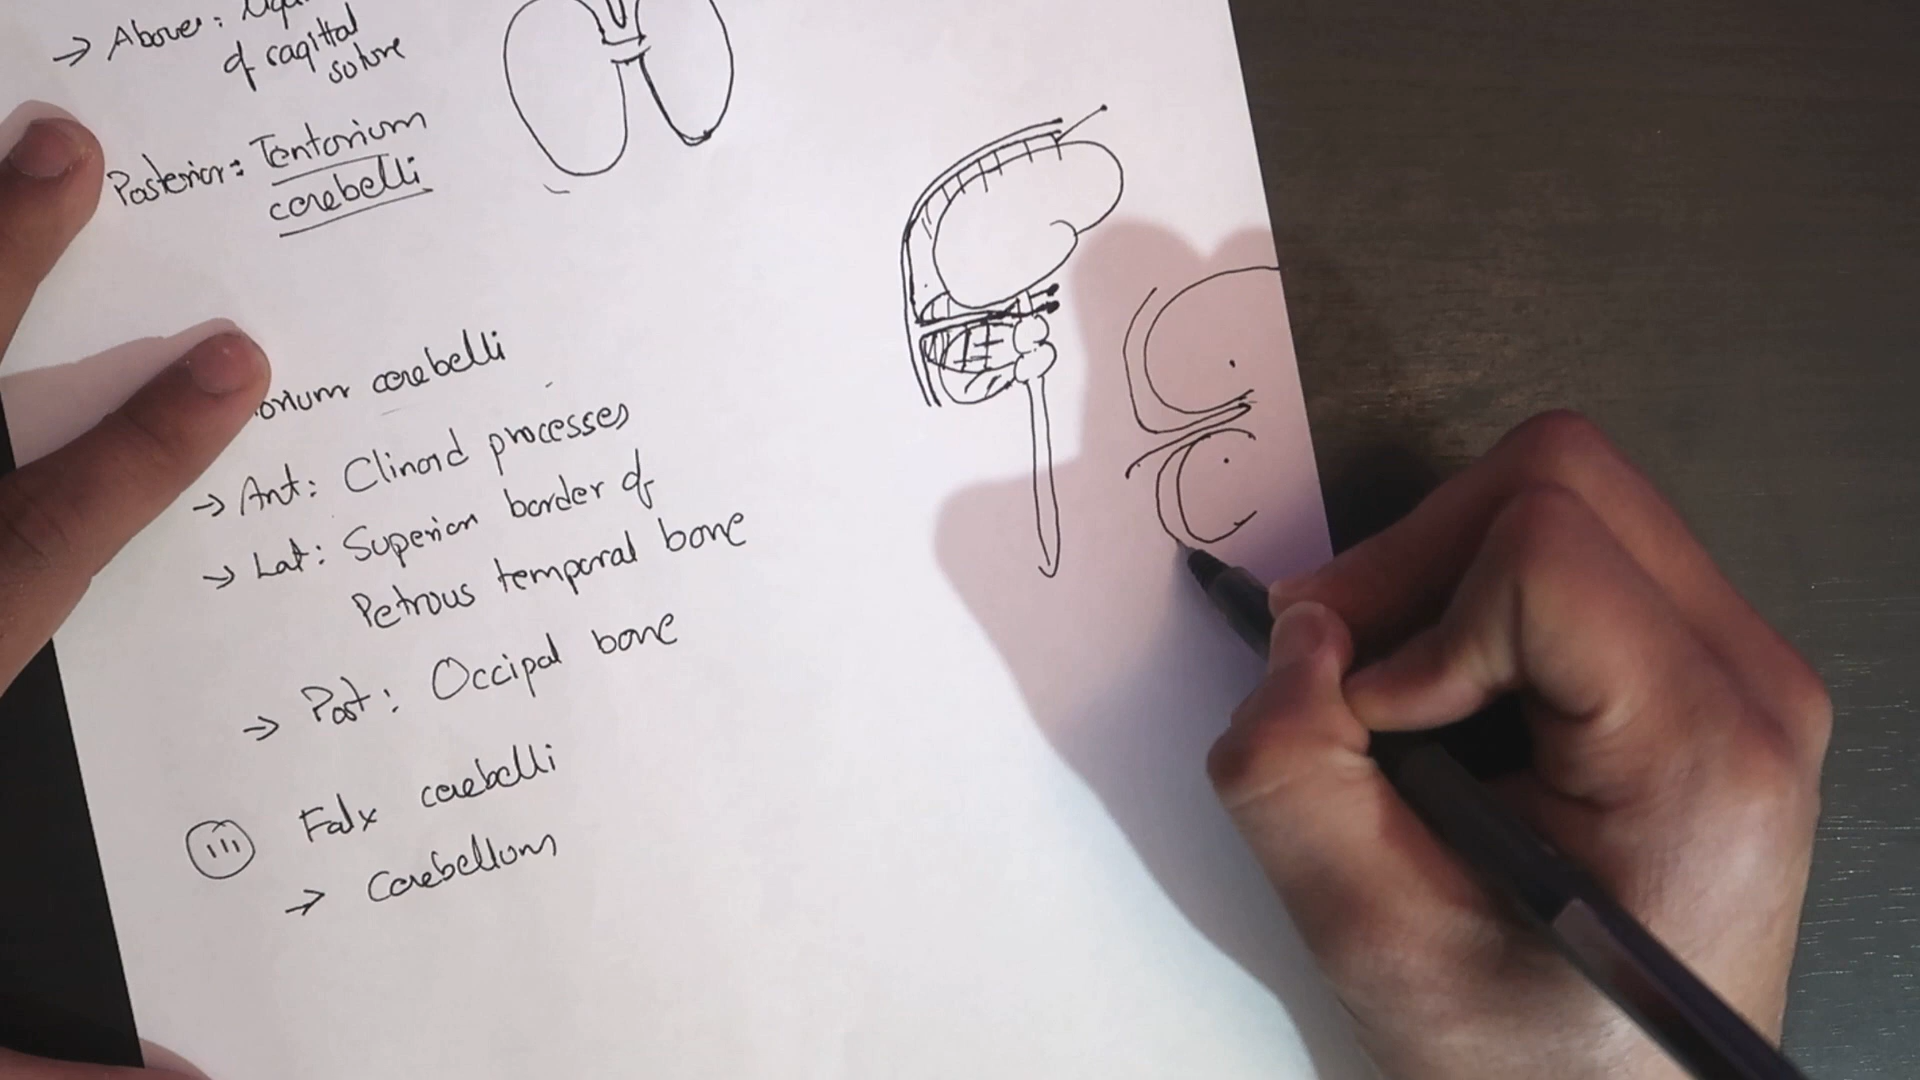 → Above:
of sagittal
suture
Posterior: Tentorium
cerebelli
orium cerebelli
→ Ant: Clinoid processes
→ Lat: Superior border of
Petrous temporal bone
→ Post: Occipal bone
(iii) Falx cerebelli
→ Cerebellum